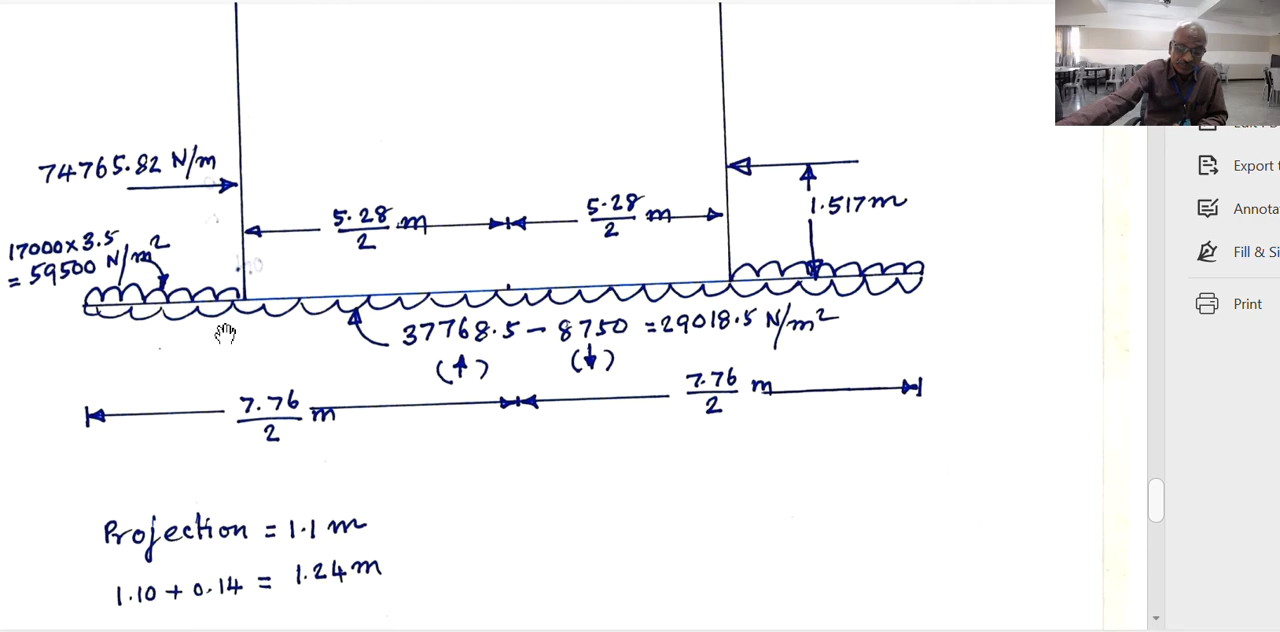 74765.82 N/m
17000 x 3.5
= 59500 N/m²
5.28/2 m
5.28/2 m
1.517m
37768.5 - 8750 = 29018.5 N/m²
(↑) (↓)
7.76/2 m
7.76/2 m
Projection = 1.1 m
1.10 + 0.14 = 1.24m
Export
Annota
Fill & Si
Print